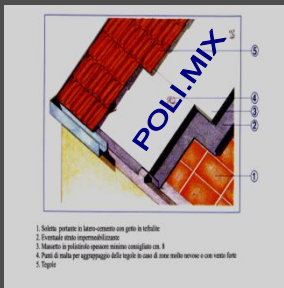 POLI.MIX
5
4
3
2
1
1. Soletta portante in latero-cemento con getto in tefralite
2. Eventuale strato impermeabilizzante
3. Massetto in polistirolo spessore minimo consigliato cm. 8
4. Punti di malta per aggrappaggio delle tegole in caso di zone molto nevose o con vento forte
5. Tegole